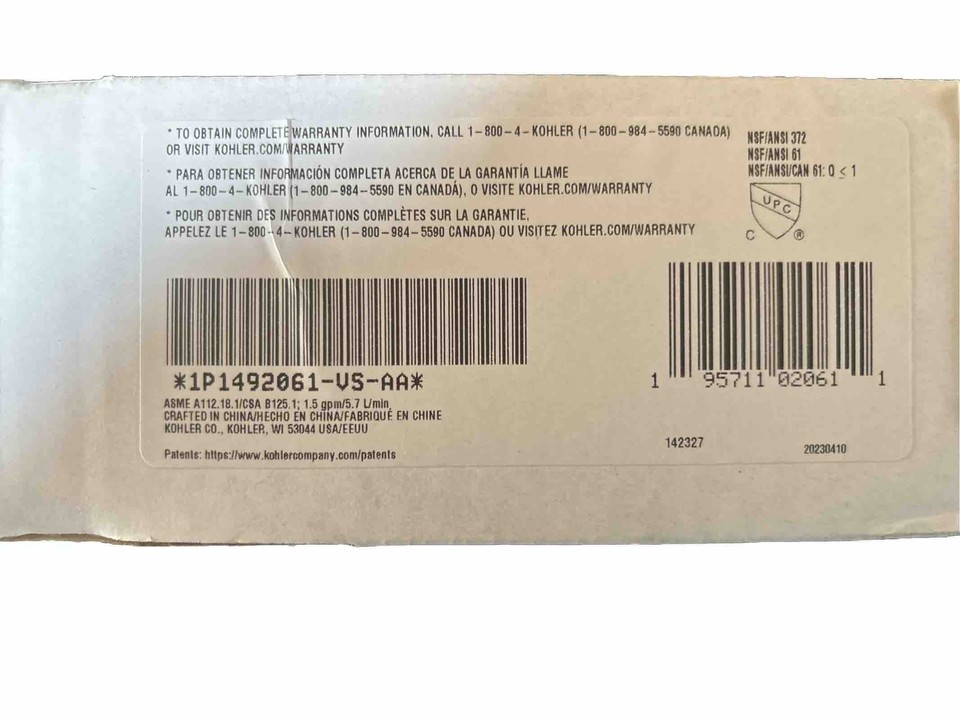 * TO OBTAIN COMPLETE WARRANTY INFORMATION, CALL 1-800-4-KOHLER (1-800-984-5590 CANADA)
OR VISIT KOHLER.COM/WARRANTY
* PARA OBTENER INFORMACIÓN COMPLETA ACERCA DE LA GARANTÍA LLAME
AL 1-800-4-KOHLER (1-800-984-5590 EN CANADÁ), O VISITE KOHLER.COM/WARRANTY
* POUR OBTENIR DES INFORMATIONS COMPLÈTES SUR LA GARANTIE,
APPELEZ LE 1-800-4-KOHLER (1-800-984-5590 CANADA) OU VISITEZ KOHLER.COM/WARRANTY
NSF/ANSI 372
NSF/ANSI 61
NSF/ANSI/CAN 61: Q ≤ 1
UPC
C ®
*1P1492061-VS-AA*
ASME A112.18.1/CSA B125.1; 1.5 gpm/5.7 L/min
CRAFTED IN CHINA/HECHO EN CHINA/FABRIQUÉ EN CHINE
KOHLER CO., KOHLER, WI 53044 USA/EEUU
Patents: https://www.kohlercompany.com/patents
1 95711 02061 1
142327
20230410